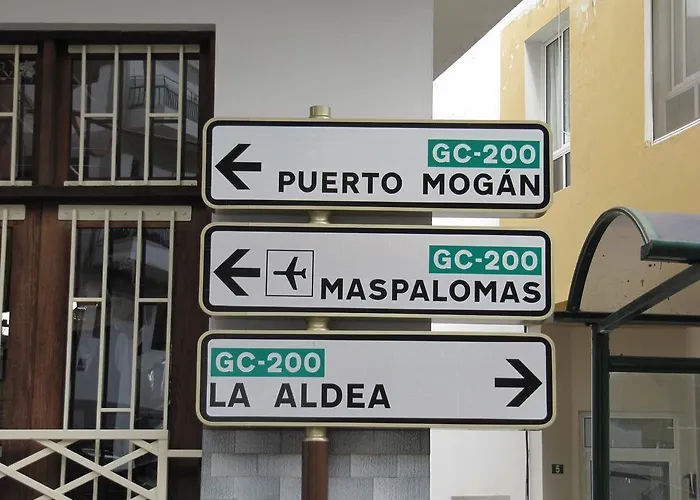 GC-200
PUERTO MOGÁN
GC-200
MASPALOMAS
GC-200
LA ALDEA
5